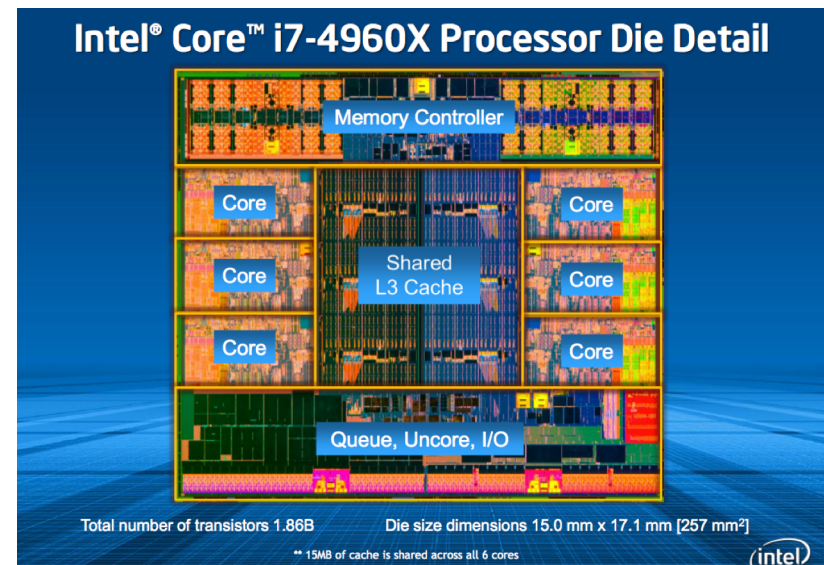 Intel® Core™ i7-4960X Processor Die Detail
Memory Controller
Core
Core
Shared
L3 Cache
Core
Core
Core
Core
Queue, Uncore, I/O
Total number of transistors 1.86B
Die size dimensions 15.0 mm x 17.1 mm [257 mm²]
** 15MB of cache is shared across all 6 cores
intel